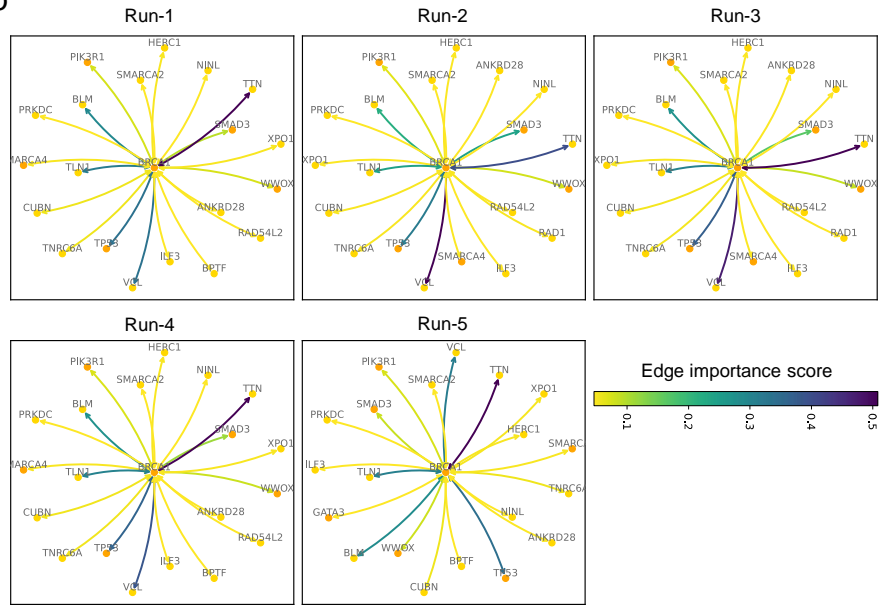 Run-1
HERC1
PIK3R1
NINL
SMARCA2
TTN
BLM
PRKDC
SMAD3
XPO1
BRCA1
MARCA4
TLN1
WWOX
CUBN
ANKRD28
RAD54L2
TNRC6A
TP53
ILF3
BPTF
VCL
Run-2
HERC1
PIK3R1
ANKRD28
SMARCA2
NINL
BLM
PRKDC
SMAD3
TTN
XPO1
BRCA1
TLN1
WWOX
CUBN
RAD54L2
TNRC6A
TP53
RAD1
SMARCA4
ILF3
VCL
Run-3
HERC1
PIK3R1
ANKRD28
SMARCA2
NINL
BLM
PRKDC
SMAD3
TTN
XPO1
BRCA1
TLN1
WWOX
CUBN
RAD54L2
TNRC6A
TP53
RAD1
SMARCA4
ILF3
VCL
Run-4
HERC1
PIK3R1
NINL
SMARCA2
TTN
BLM
PRKDC
SMAD3
XPO1
BRCA1
MARCA4
TLN1
WWOX
CUBN
ANKRD28
RAD54L2
TNRC6A
TP53
ILF3
BPTF
VCL
Run-5
VCL
PIK3R1
TTN
SMARCA2
XPO1
SMAD3
PRKDC
HERC1
SMARCA
ILF3
BRCA1
TLN1
TNRC6A
GATA3
NINL
ANKRD28
BLM
WWOX
BPTF
TP53
CUBN
Edge importance score
0.1
0.2
0.3
0.4
0.5